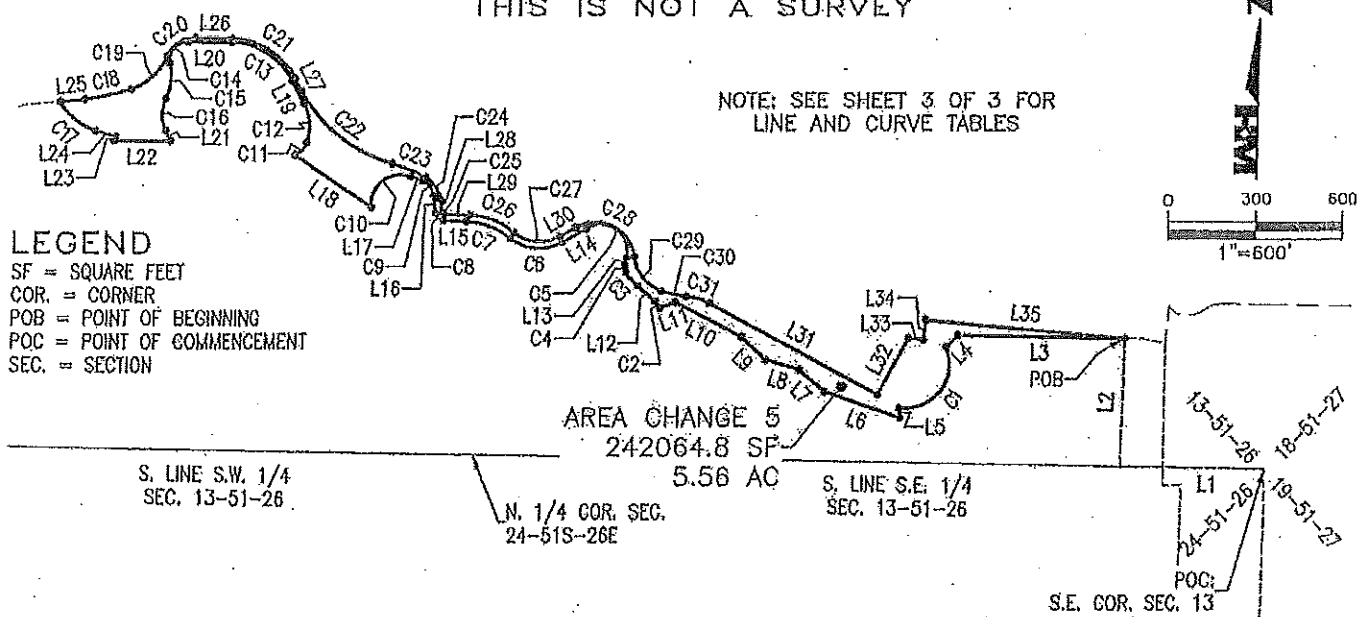 THIS IS NOT A SURVEY
C20
L26
C19
L20
C21
C14
C13
L27
L25
C18
C15
L19
C16
C22
C17
C12
L21
L24
L22
C11
L23
L18
C24
C23
L28
C25
L29
C10
C26
C27
L17
L15
C7
L30
C28
C9
C8
C6
L14
L16
C29
C30
C5
C3
C31
L13
C4
L12
L11
L10
C2
L31
L9
L8
L7
L6
L34
L33
L35
L32
L4
L3
C1
L5
POB
L2
NOTE: SEE SHEET 3 OF 3 FOR
LINE AND CURVE TABLES
N
RM
0 300 600
1"=600'
LEGEND
SF = SQUARE FEET
COR. = CORNER
POB = POINT OF BEGINNING
POC = POINT OF COMMENCEMENT
SEC. = SECTION
AREA CHANGE 5
242064.8 SF
5.56 AC
S. LINE S.W. 1/4
SEC. 13-51-26
N. 1/4 COR. SEC.
24-51S-26E
S. LINE S.E. 1/4
SEC. 13-51-26
13-51-26
18-51-27
L1
24-51-26
19-51-27
POC:
S.E. COR. SEC. 13